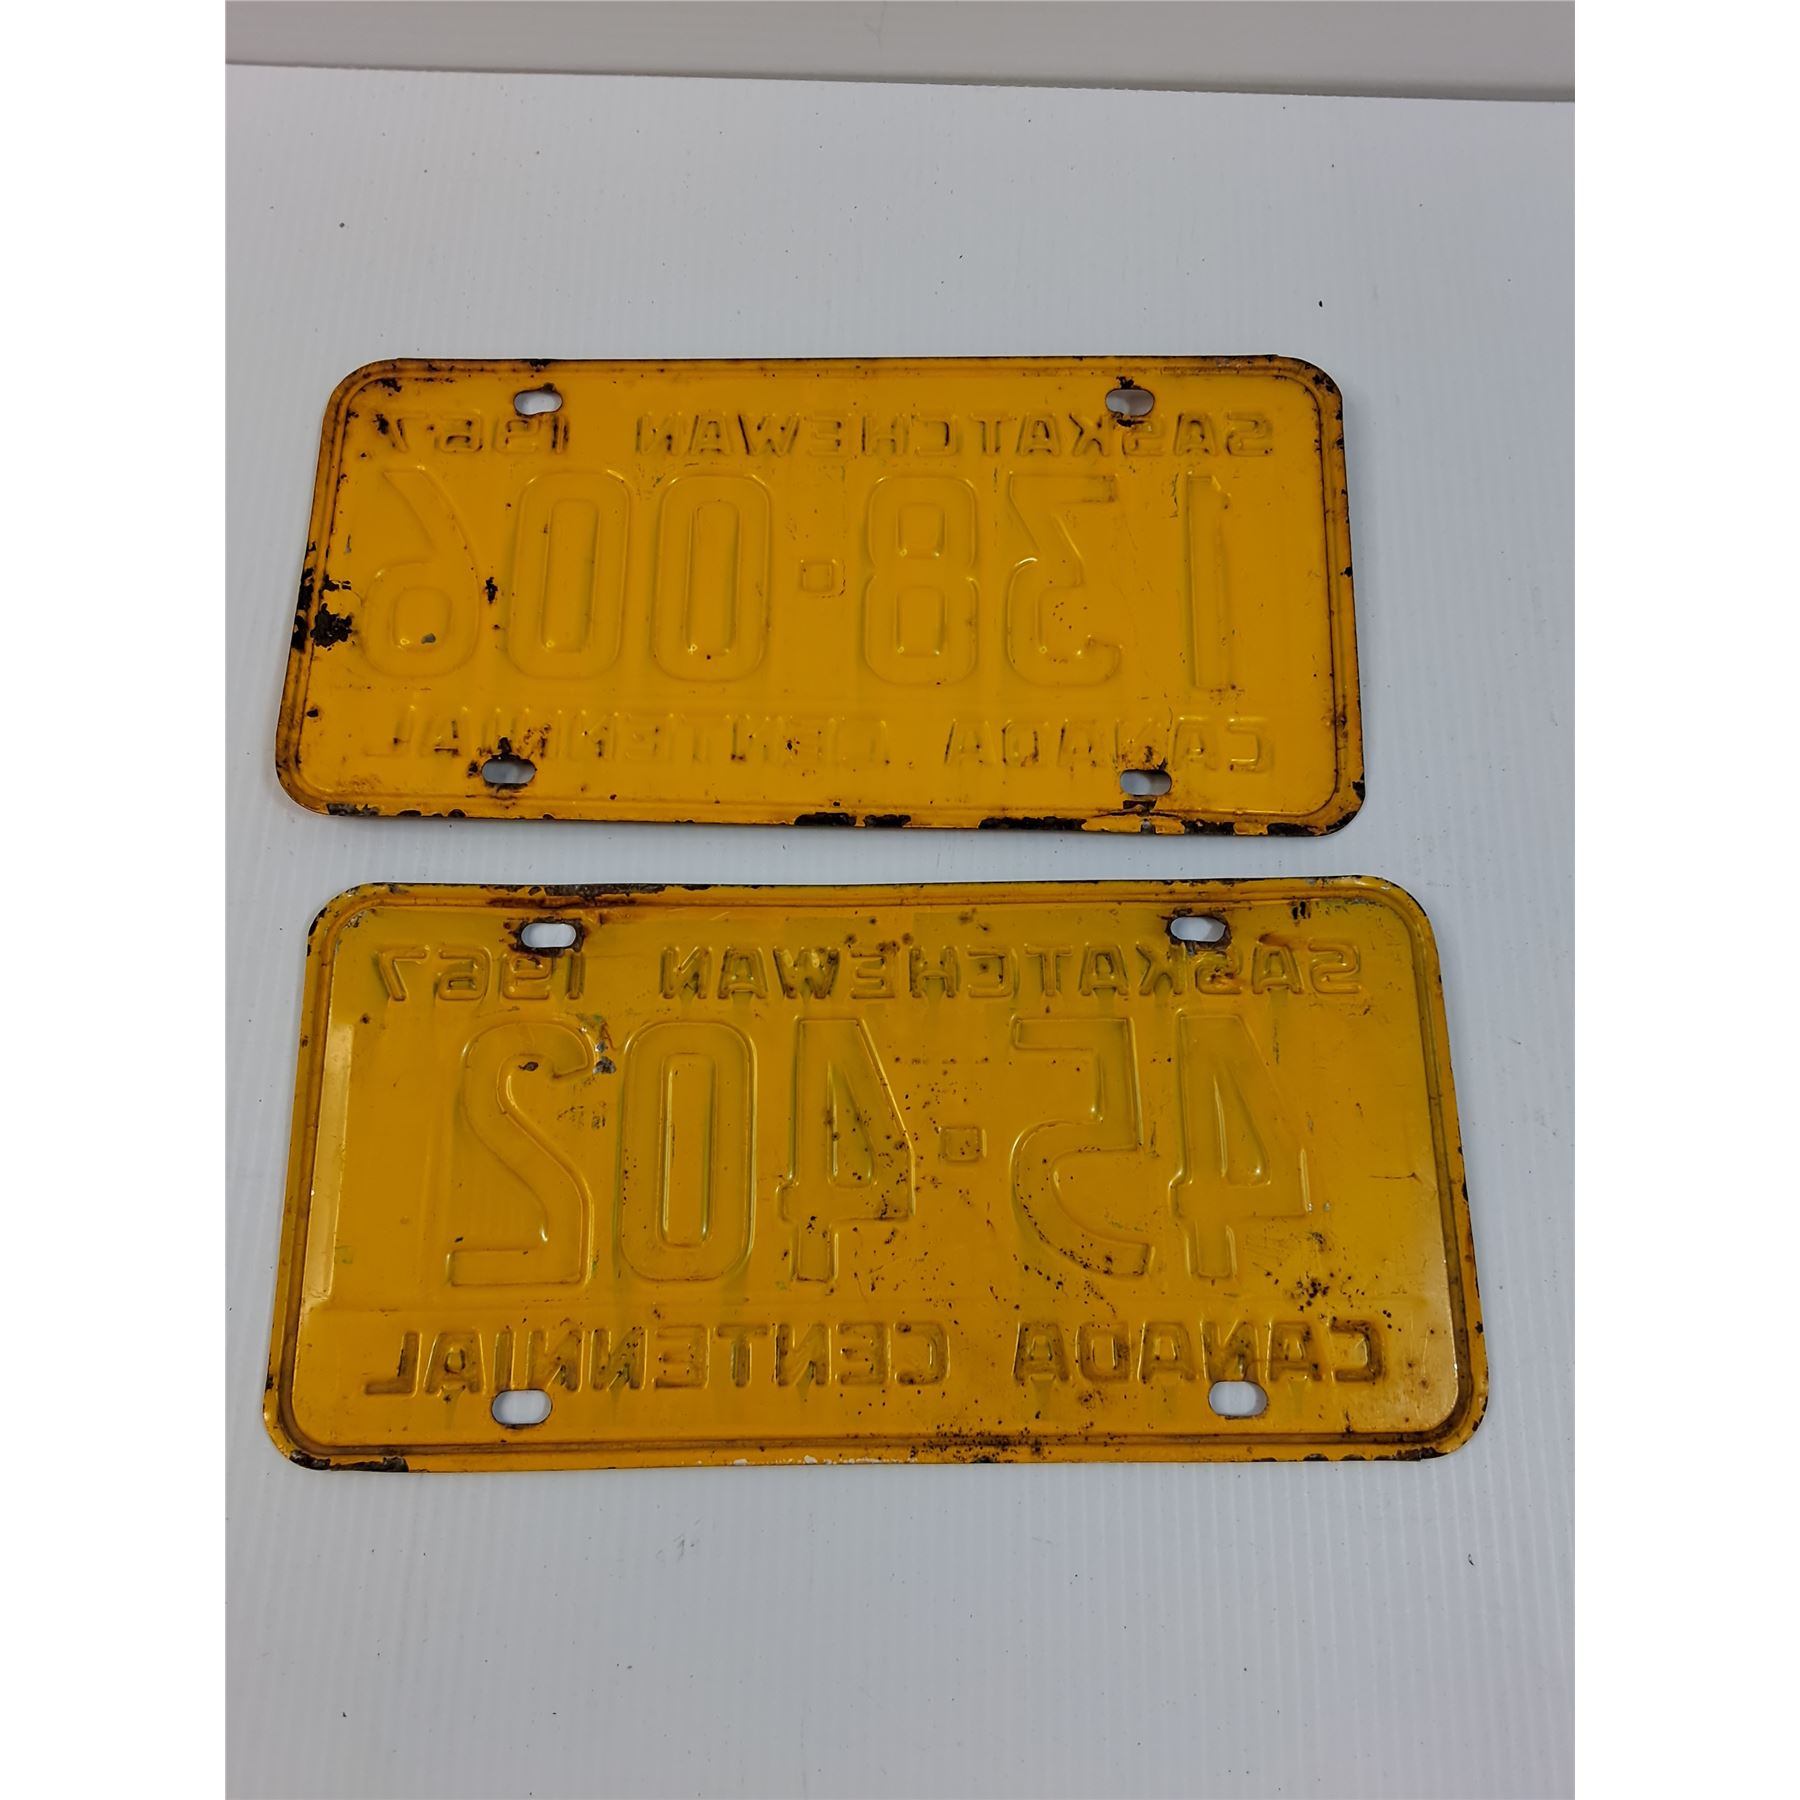 SASKATCHEWAN 1967
138-006
CANADA CENTENNIAL
SASKATCHEWAN 1967
45-402
CANADA CENTENNIAL